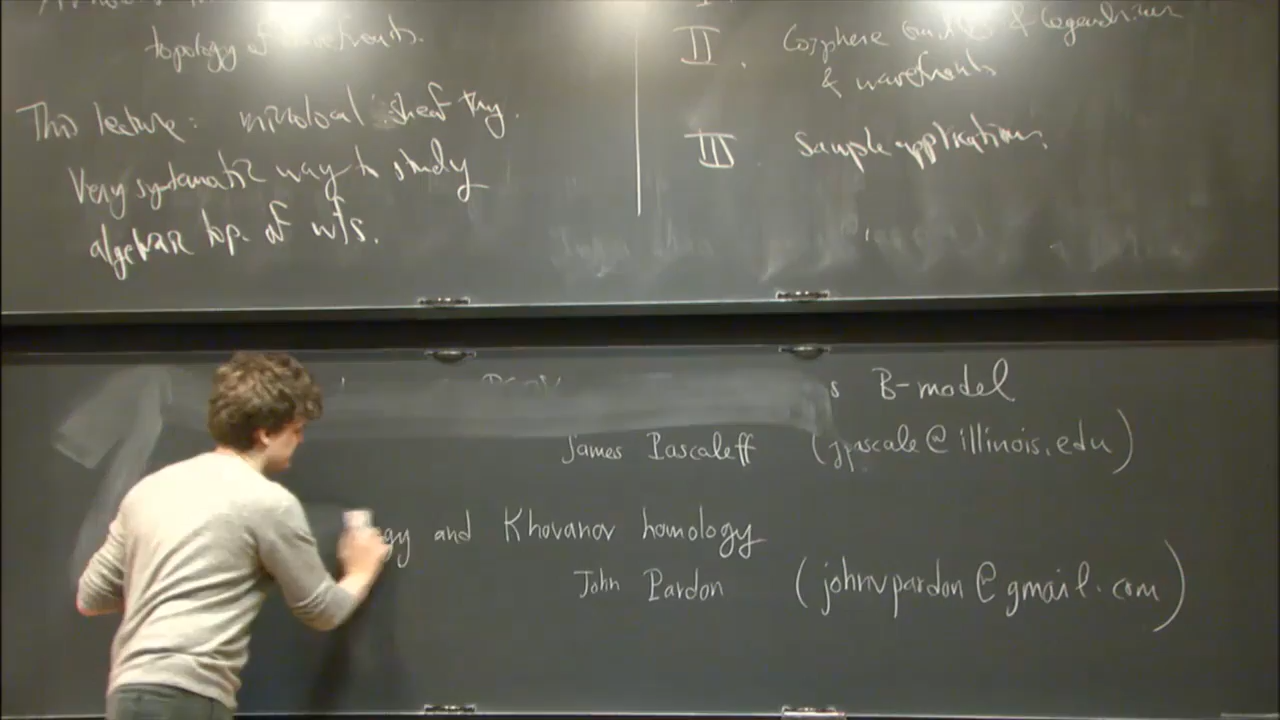 topology of wavefronts.
This lecture: microlocal sheaf thy.
Very systematic way to study
algebraic top. of wfs.
II. Cosphere & Legendrian
& wavefronts
III. Sample applications.
s B-model
James Pascaleff (jpascale@illinois.edu)
gy and Khovanov homology
John Pardon (johnvpardon@gmail.com)